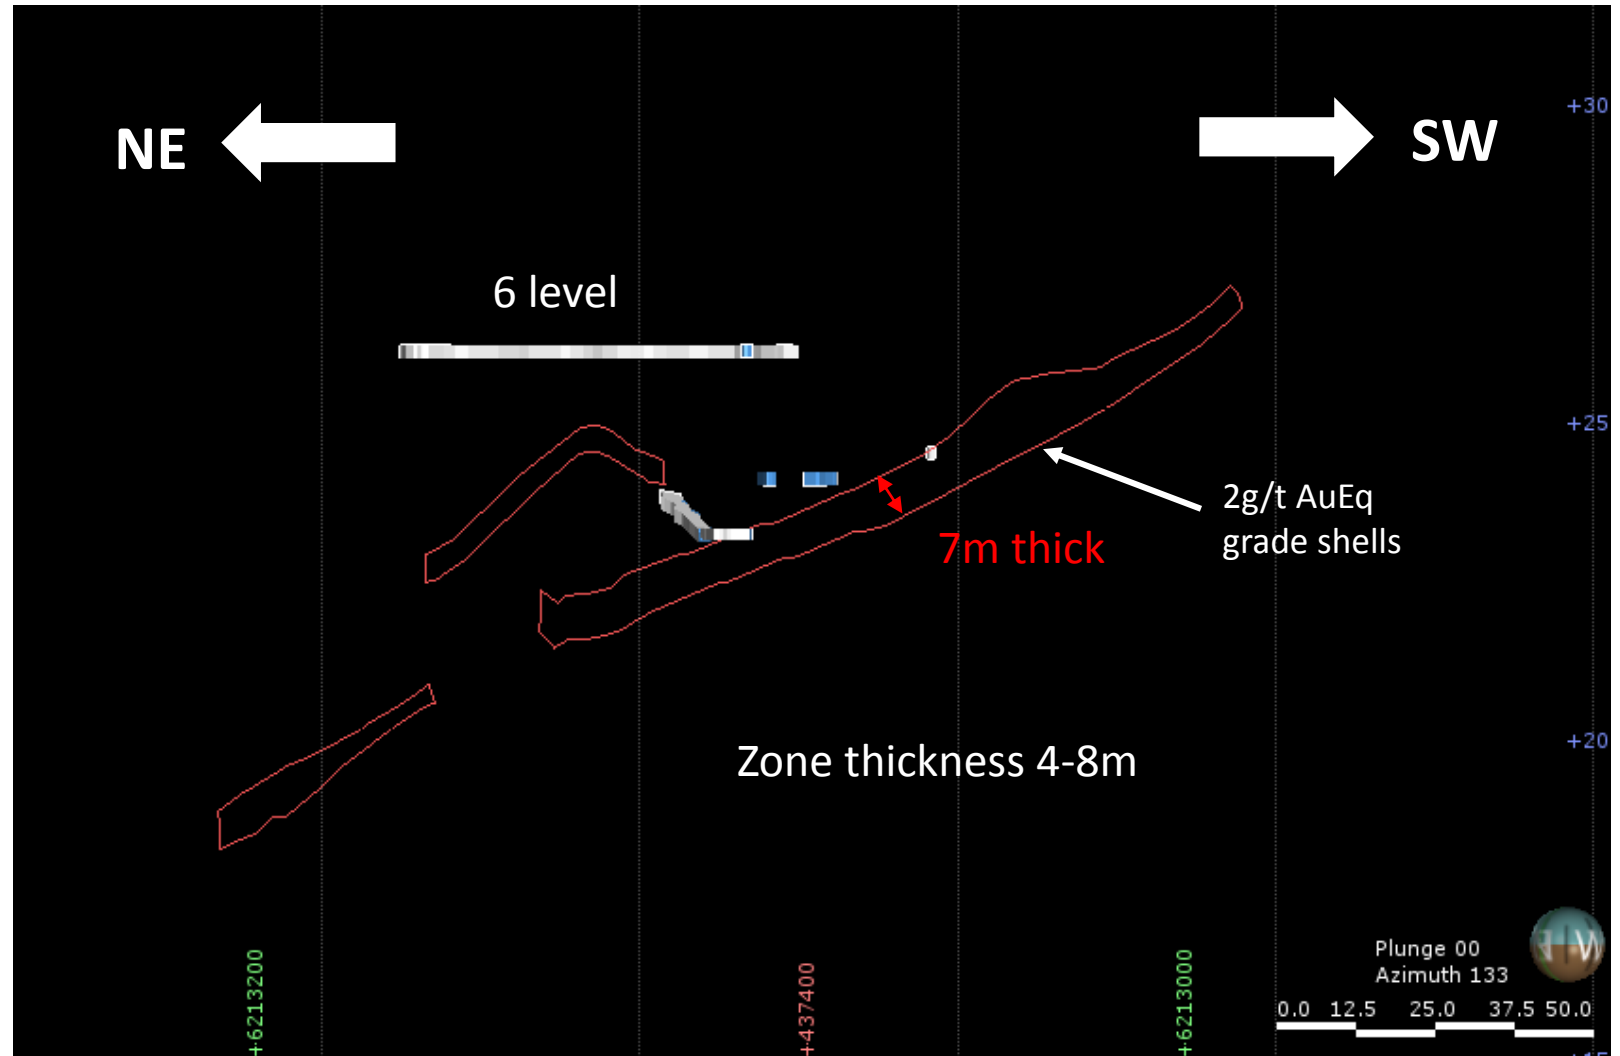 +30
NE
SW
6 level
+25
2g/t AuEq
grade shells
7m thick
+20
Zone thickness 4-8m
+6213200
+437400
+6213000
Plunge 00
Azimuth 133
W
0.0 12.5 25.0 37.5 50.0